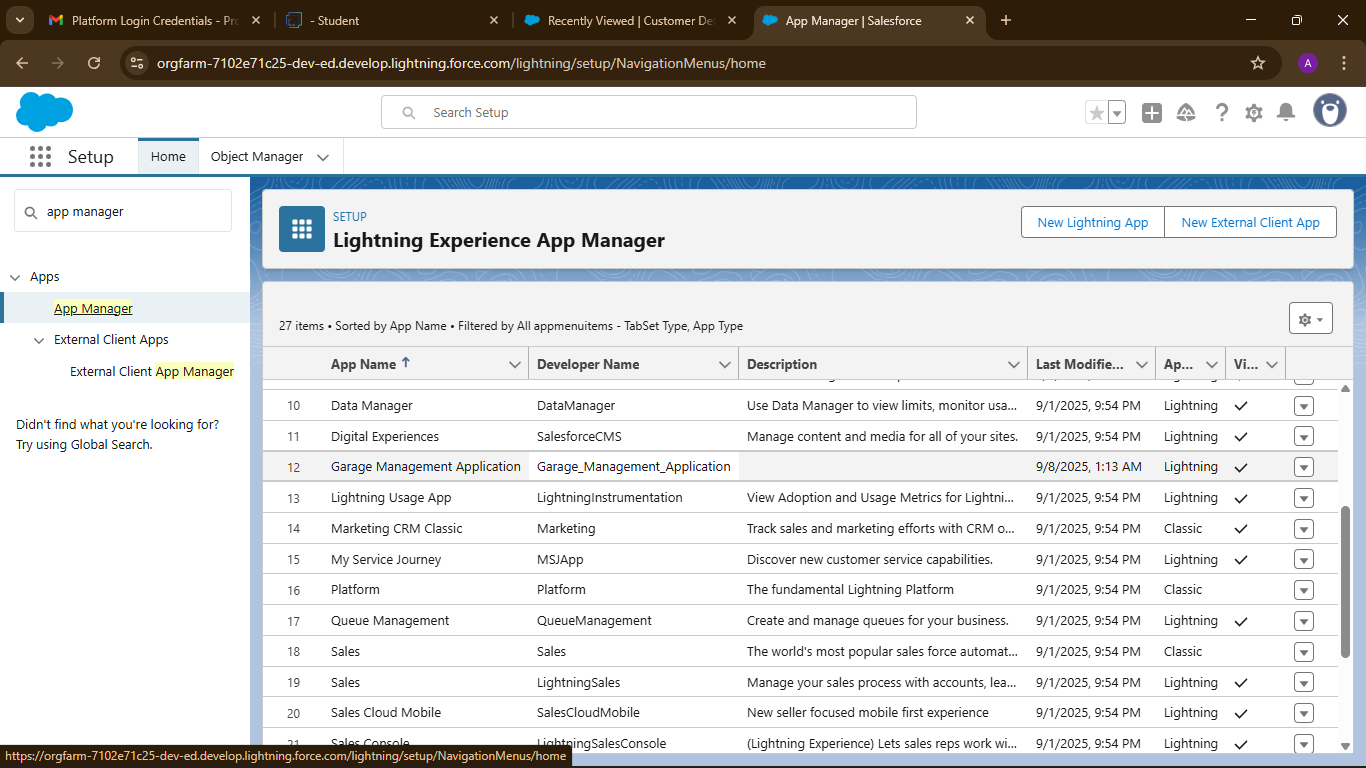 Platform Login Credentials - Pro
- Student
Recently Viewed | Customer Det
App Manager | Salesforce
orgfarm-7102e71c25-dev-ed.develop.lightning.force.com/lightning/setup/NavigationMenus/home
A
Search Setup
Setup
Home
Object Manager
app manager
Apps
App Manager
External Client Apps
External Client App Manager
Didn't find what you're looking for?
Try using Global Search.
SETUP
Lightning Experience App Manager
New Lightning App
New External Client App
27 items • Sorted by App Name • Filtered by All appmenuitems - TabSet Type, App Type
App Name ↑ Developer Name Description Last Modifie... Ap... Vi...
10 Data Manager DataManager Use Data Manager to view limits, monitor usa... 9/1/2025, 9:54 PM Lightning ✓
11 Digital Experiences SalesforceCMS Manage content and media for all of your sites. 9/1/2025, 9:54 PM Lightning ✓
12 Garage Management Application Garage_Management_Application 9/8/2025, 1:13 AM Lightning ✓
13 Lightning Usage App LightningInstrumentation View Adoption and Usage Metrics for Lightni... 9/1/2025, 9:54 PM Lightning ✓
14 Marketing CRM Classic Marketing Track sales and marketing efforts with CRM o... 9/1/2025, 9:54 PM Classic ✓
15 My Service Journey MSJApp Discover new customer service capabilities. 9/1/2025, 9:54 PM Lightning ✓
16 Platform Platform The fundamental Lightning Platform 9/1/2025, 9:54 PM Classic
17 Queue Management QueueManagement Create and manage queues for your business. 9/1/2025, 9:54 PM Lightning ✓
18 Sales Sales The world's most popular sales force automat... 9/1/2025, 9:54 PM Classic
19 Sales LightningSales Manage your sales process with accounts, lea... 9/1/2025, 9:54 PM Lightning ✓
20 Sales Cloud Mobile SalesCloudMobile New seller focused mobile first experience 9/1/2025, 9:54 PM Lightning ✓
21 Sales Console LightningSalesConsole (Lightning Experience) Lets sales reps work wi... 9/1/2025, 9:54 PM Lightning ✓
https://orgfarm-7102e71c25-dev-ed.develop.lightning.force.com/lightning/setup/NavigationMenus/home